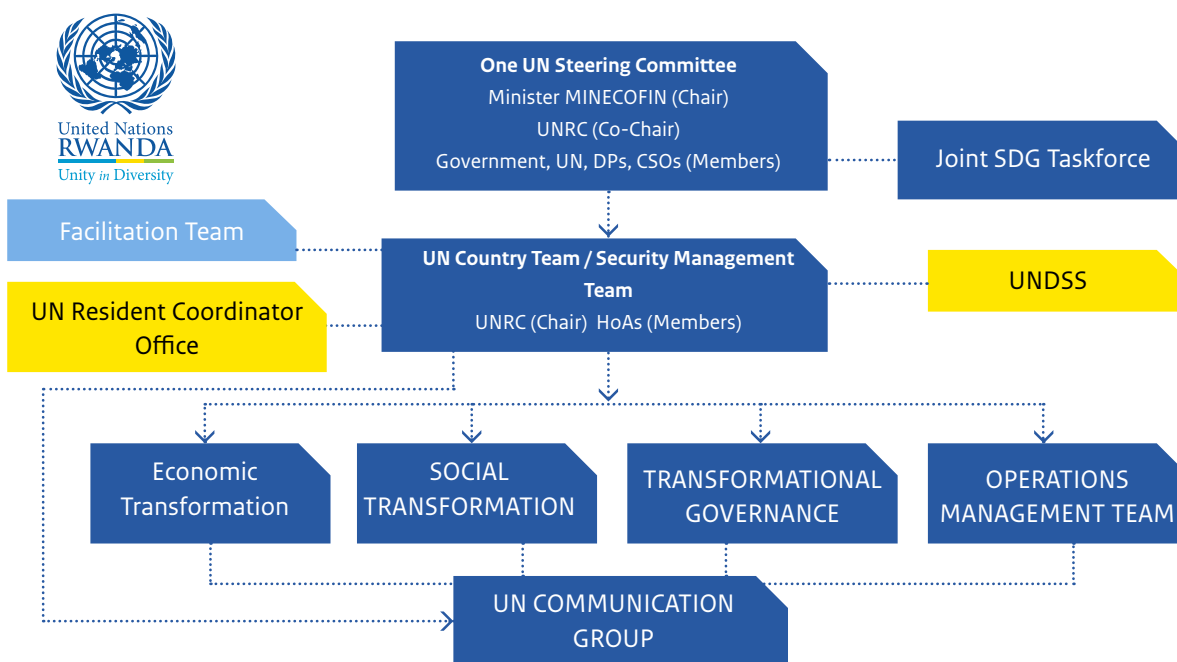 United Nations
RWANDA
Unity in Diversity
One UN Steering Committee
Minister MINECOFIN (Chair)
UNRC (Co-Chair)
Government, UN, DPs, CSOs (Members)
Joint SDG Taskforce
Facilitation Team
UN Country Team / Security Management
Team
UNRC (Chair) HoAs (Members)
UNDSS
UN Resident Coordinator
Office
Economic
Transformation
SOCIAL
TRANSFORMATION
TRANSFORMATIONAL
GOVERNANCE
OPERATIONS
MANAGEMENT TEAM
UN COMMUNICATION
GROUP